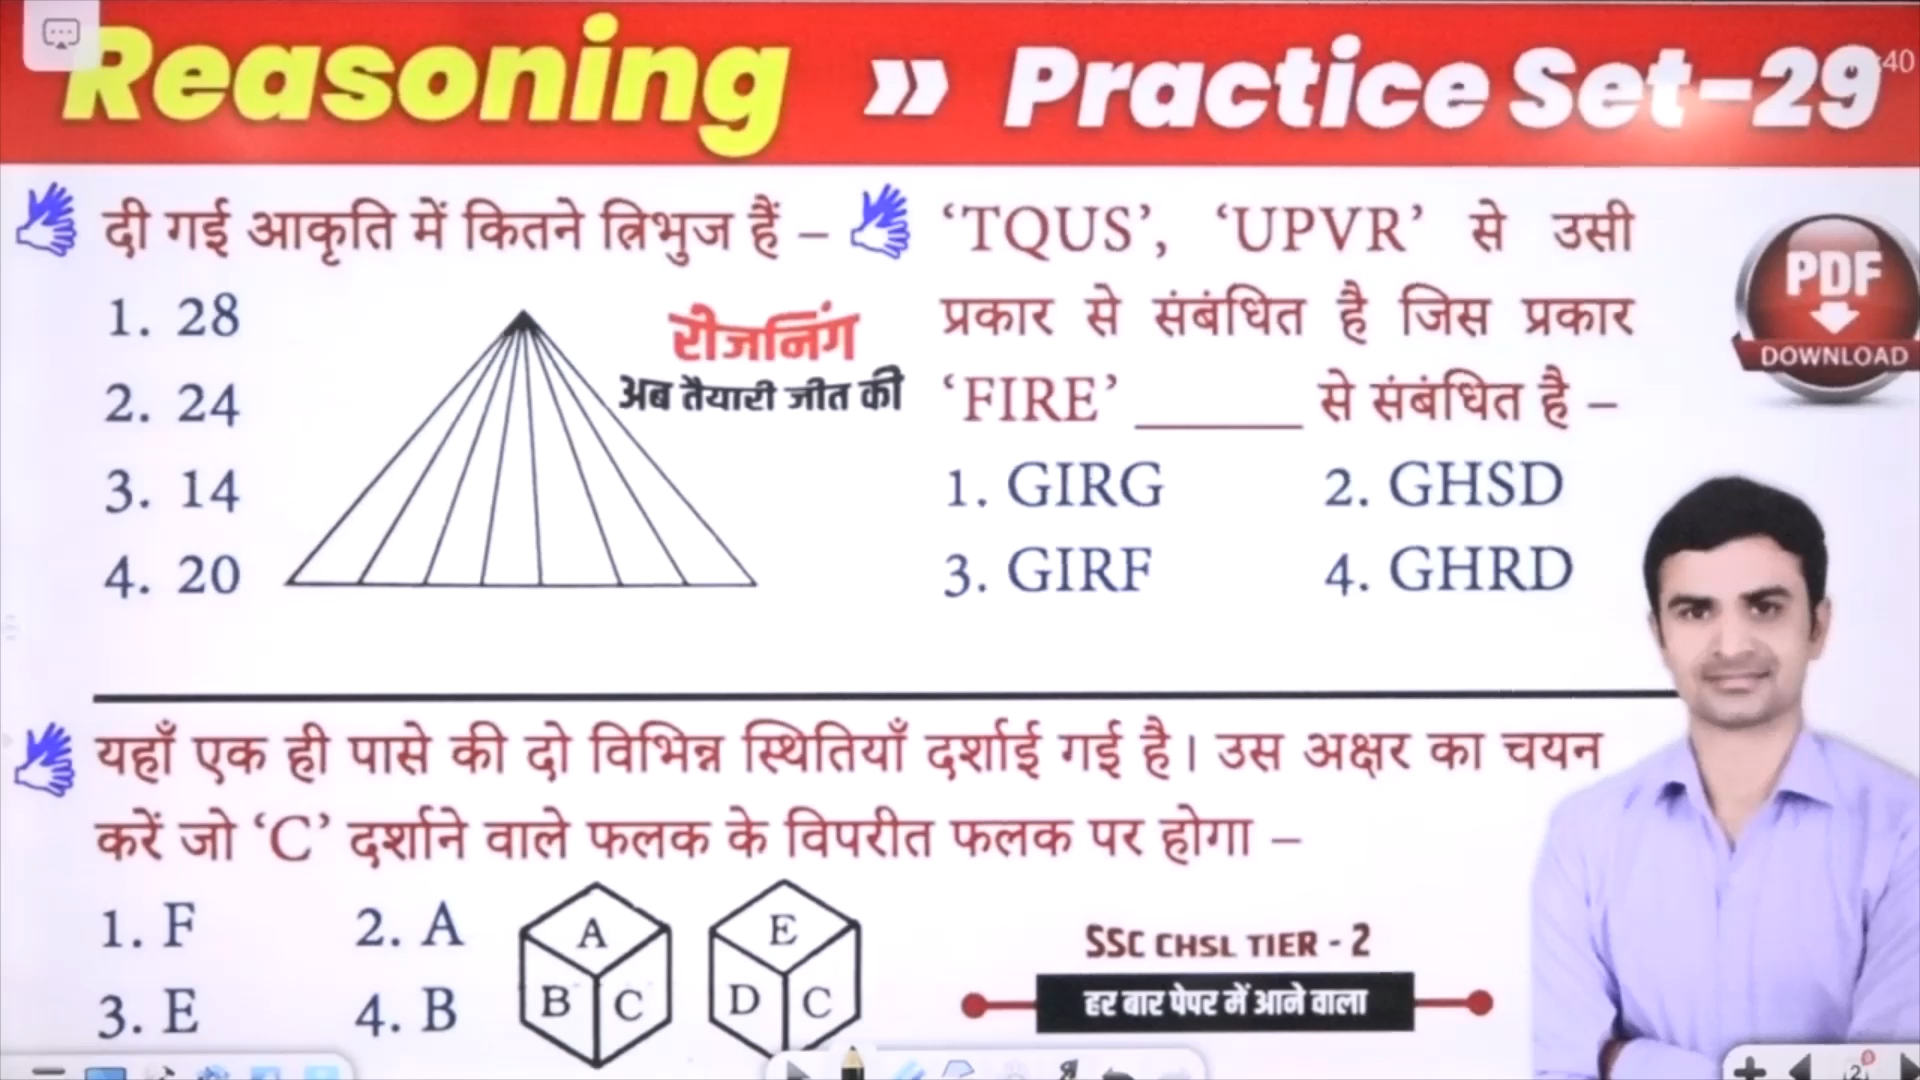 Reasoning » Practice Set-29
:40
दी गई आकृति में कितने त्रिभुज हैं –
1. 28
2. 24
3. 14
4. 20
रीजनिंग
अब तैयारी जीत की
‘TQUS’, ‘UPVR’ से उसी
प्रकार से संबंधित है जिस प्रकार
‘FIRE’ ______ से संबंधित है –
1. GIRG 2. GHSD
3. GIRF 4. GHRD
PDF
DOWNLOAD
यहाँ एक ही पासे की दो विभिन्न स्थितियाँ दर्शाई गई है। उस अक्षर का चयन
करें जो ‘C’ दर्शाने वाले फलक के विपरीत फलक पर होगा –
1. F 2. A
3. E 4. B
A
B C
E
D C
SSC CHSL TIER - 2
हर बार पेपर में आने वाला